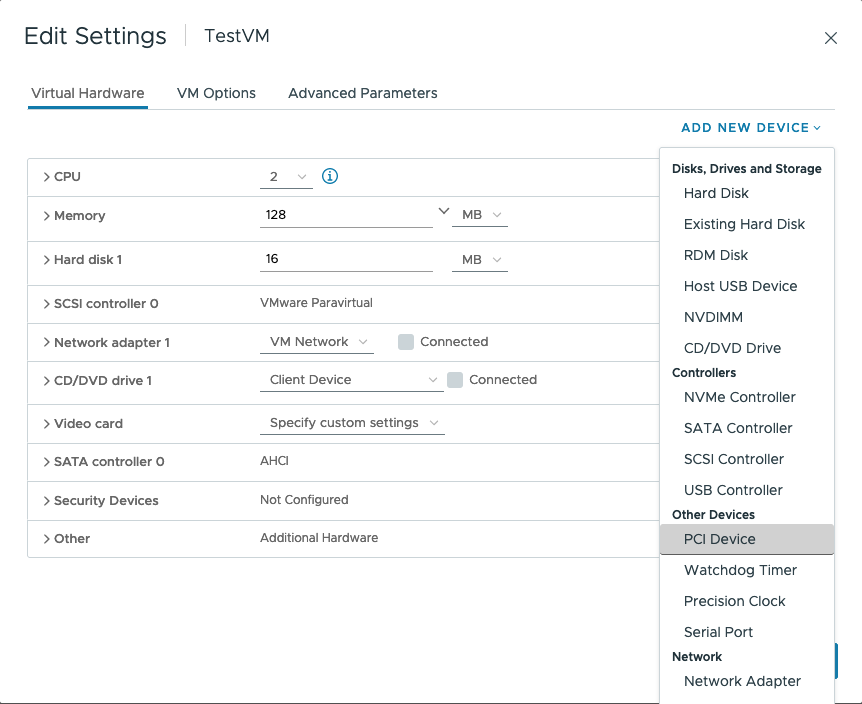 Edit Settings TestVM
Virtual Hardware VM Options Advanced Parameters
ADD NEW DEVICE
CPU 2
Memory 128 MB
Hard disk 1 16 MB
SCSI controller 0 VMware Paravirtual
Network adapter 1 VM Network Connected
CD/DVD drive 1 Client Device Connected
Video card Specify custom settings
SATA controller 0 AHCI
Security Devices Not Configured
Other Additional Hardware
Disks, Drives and Storage
Hard Disk
Existing Hard Disk
RDM Disk
Host USB Device
NVDIMM
CD/DVD Drive
Controllers
NVMe Controller
SATA Controller
SCSI Controller
USB Controller
Other Devices
PCI Device
Watchdog Timer
Precision Clock
Serial Port
Network
Network Adapter